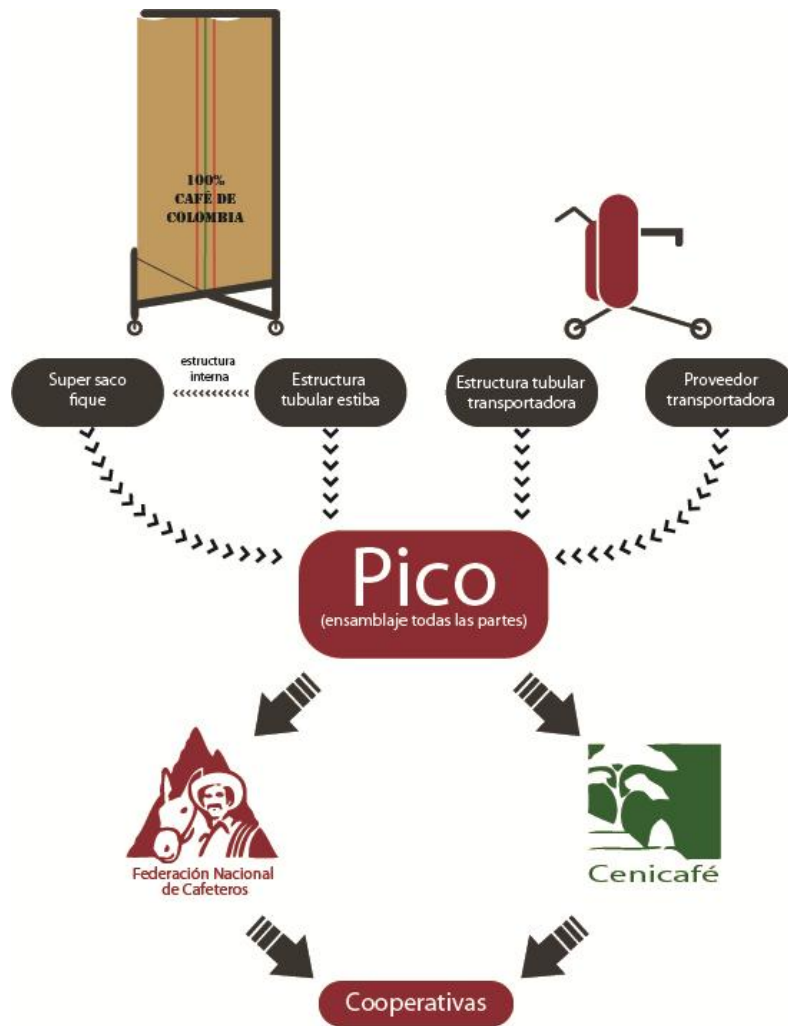 100%
CAFÉ DE
COLOMBIA
Super saco
fique
estructura
interna
Estructura
tubular estiba
Estructura tubular
transportadora
Proveedor
transportadora
Pico
(ensamblaje todas las partes)
Federación Nacional
de Cafeteros
Cenicafé
Cooperativas